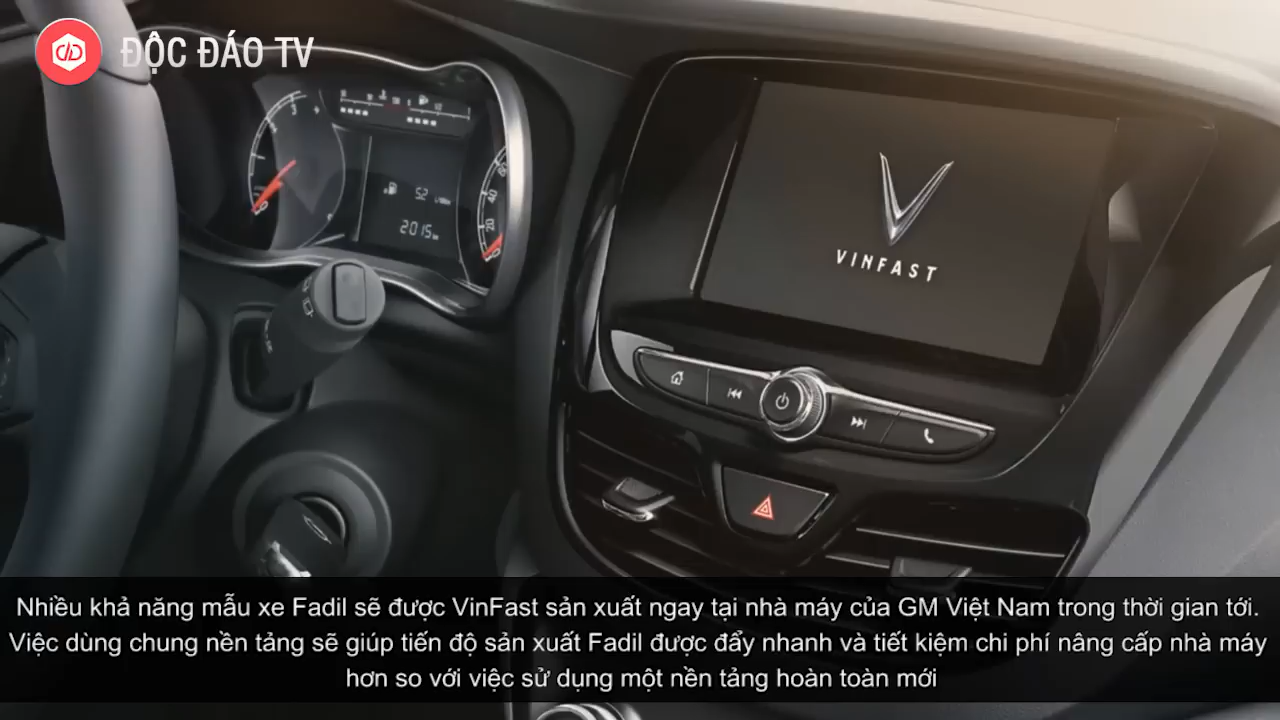 ĐỘC ĐÁO TV
52
2015
VINFAST
Nhiều khả năng mẫu xe Fadil sẽ được VinFast sản xuất ngay tại nhà máy của GM Việt Nam trong thời gian tới.
Việc dùng chung nền tảng sẽ giúp tiến độ sản xuất Fadil được đẩy nhanh và tiết kiệm chi phí nâng cấp nhà máy
hơn so với việc sử dụng một nền tảng hoàn toàn mới